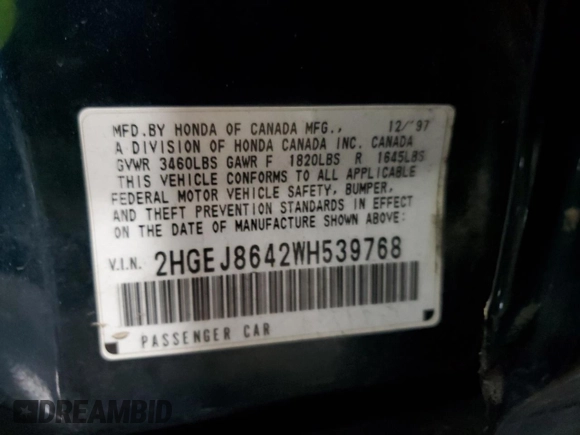 MFD.BY HONDA OF CANADA MFG., 12/'97
A DIVISION OF HONDA CANADA INC. CANADA
GVWR 3460LBS GAWR F 1820LBS R 1645LBS
THIS VEHICLE CONFORMS TO ALL APPLICABLE
FEDERAL MOTOR VEHICLE SAFETY, BUMPER,
AND THEFT PREVENTION STANDARDS IN EFFECT
ON THE DATE OF MANUFACTURE SHOWN ABOVE:
V.I.N. 2HGEJ8642WH539768
PASSENGER CAR
DREAMBID